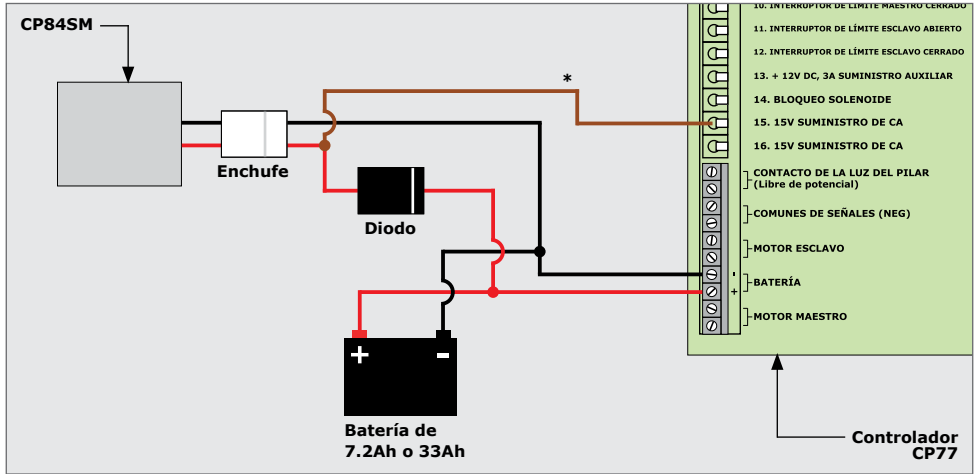 CP84SM
10. INTERRUPTOR DE LÍMITE MAESTRO CERRADO
11. INTERRUPTOR DE LÍMITE ESCLAVO ABIERTO
12. INTERRUPTOR DE LÍMITE ESCLAVO CERRADO
13. + 12V DC, 3A SUMINISTRO AUXILIAR
14. BLOQUEO SOLENOIDE
15. 15V SUMINISTRO DE CA
16. 15V SUMINISTRO DE CA
*
Enchufe
CONTACTO DE LA LUZ DEL PILAR
(Libre de potencial)
COMUNES DE SEÑALES (NEG)
Diodo
MOTOR ESCLAVO
-
BATERÍA
+
MOTOR MAESTRO
+ -
Batería de
7.2Ah o 33Ah
Controlador
CP77